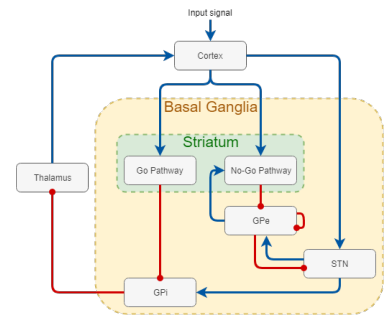 Input signal
Cortex
Basal Ganglia
Striatum
Go Pathway
No-Go Pathway
Thalamus
GPe
STN
GPi